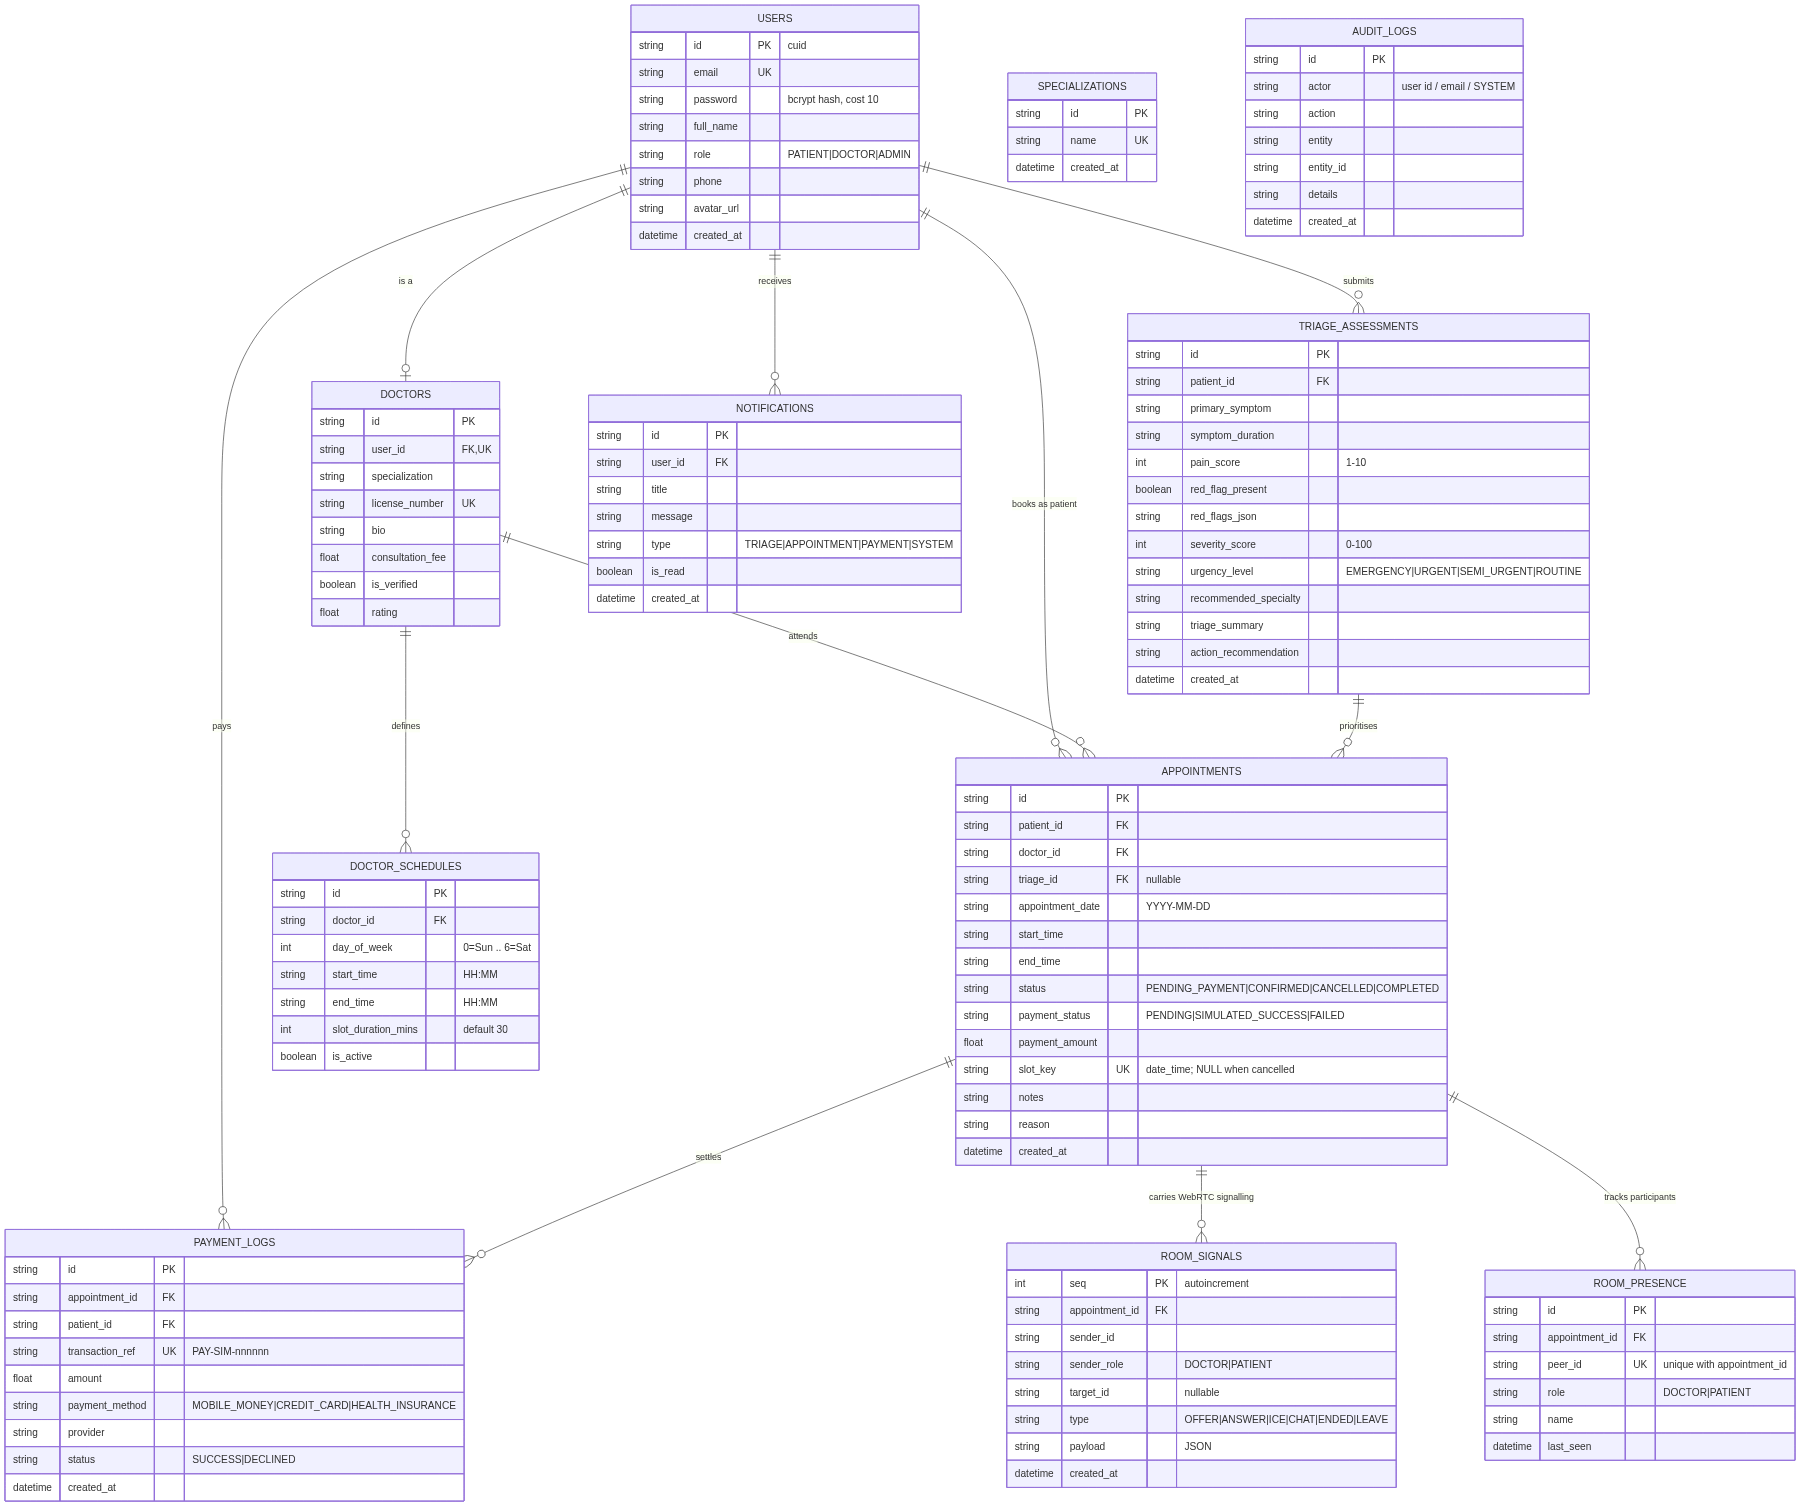 USERS
string id PK cuid
string email UK
string password bcrypt hash, cost 10
string full_name
string role PATIENT|DOCTOR|ADMIN
string phone
string avatar_url
datetime created_at
SPECIALIZATIONS
string id PK
string name UK
datetime created_at
AUDIT_LOGS
string id PK
string actor user id / email / SYSTEM
string action
string entity
string entity_id
string details
datetime created_at
is a
receives
submits
DOCTORS
string id PK
string user_id FK,UK
string specialization
string license_number UK
string bio
float consultation_fee
boolean is_verified
float rating
NOTIFICATIONS
string id PK
string user_id FK
string title
string message
string type TRIAGE|APPOINTMENT|PAYMENT|SYSTEM
boolean is_read
datetime created_at
books as patient
TRIAGE_ASSESSMENTS
string id PK
string patient_id FK
string primary_symptom
string symptom_duration
int pain_score 1-10
boolean red_flag_present
string red_flags_json
int severity_score 0-100
string urgency_level EMERGENCY|URGENT|SEMI_URGENT|ROUTINE
string recommended_specialty
string triage_summary
string action_recommendation
datetime created_at
attends
pays
defines
prioritises
DOCTOR_SCHEDULES
string id PK
string doctor_id FK
int day_of_week 0=Sun .. 6=Sat
string start_time HH:MM
string end_time HH:MM
int slot_duration_mins default 30
boolean is_active
APPOINTMENTS
string id PK
string patient_id FK
string doctor_id FK
string triage_id FK nullable
string appointment_date YYYY-MM-DD
string start_time
string end_time
string status PENDING_PAYMENT|CONFIRMED|CANCELLED|COMPLETED
string payment_status PENDING|SIMULATED_SUCCESS|FAILED
float payment_amount
string slot_key UK date_time; NULL when cancelled
string notes
string reason
datetime created_at
settles
carries WebRTC signalling
tracks participants
PAYMENT_LOGS
string id PK
string appointment_id FK
string patient_id FK
string transaction_ref UK PAY-SIM-nnnnnn
float amount
string payment_method MOBILE_MONEY|CREDIT_CARD|HEALTH_INSURANCE
string provider
string status SUCCESS|DECLINED
datetime created_at
ROOM_SIGNALS
int seq PK autoincrement
string appointment_id FK
string sender_id
string sender_role DOCTOR|PATIENT
string target_id nullable
string type OFFER|ANSWER|ICE|CHAT|ENDED|LEAVE
string payload JSON
datetime created_at
ROOM_PRESENCE
string id PK
string appointment_id FK
string peer_id UK unique with appointment_id
string role DOCTOR|PATIENT
string name
datetime last_seen